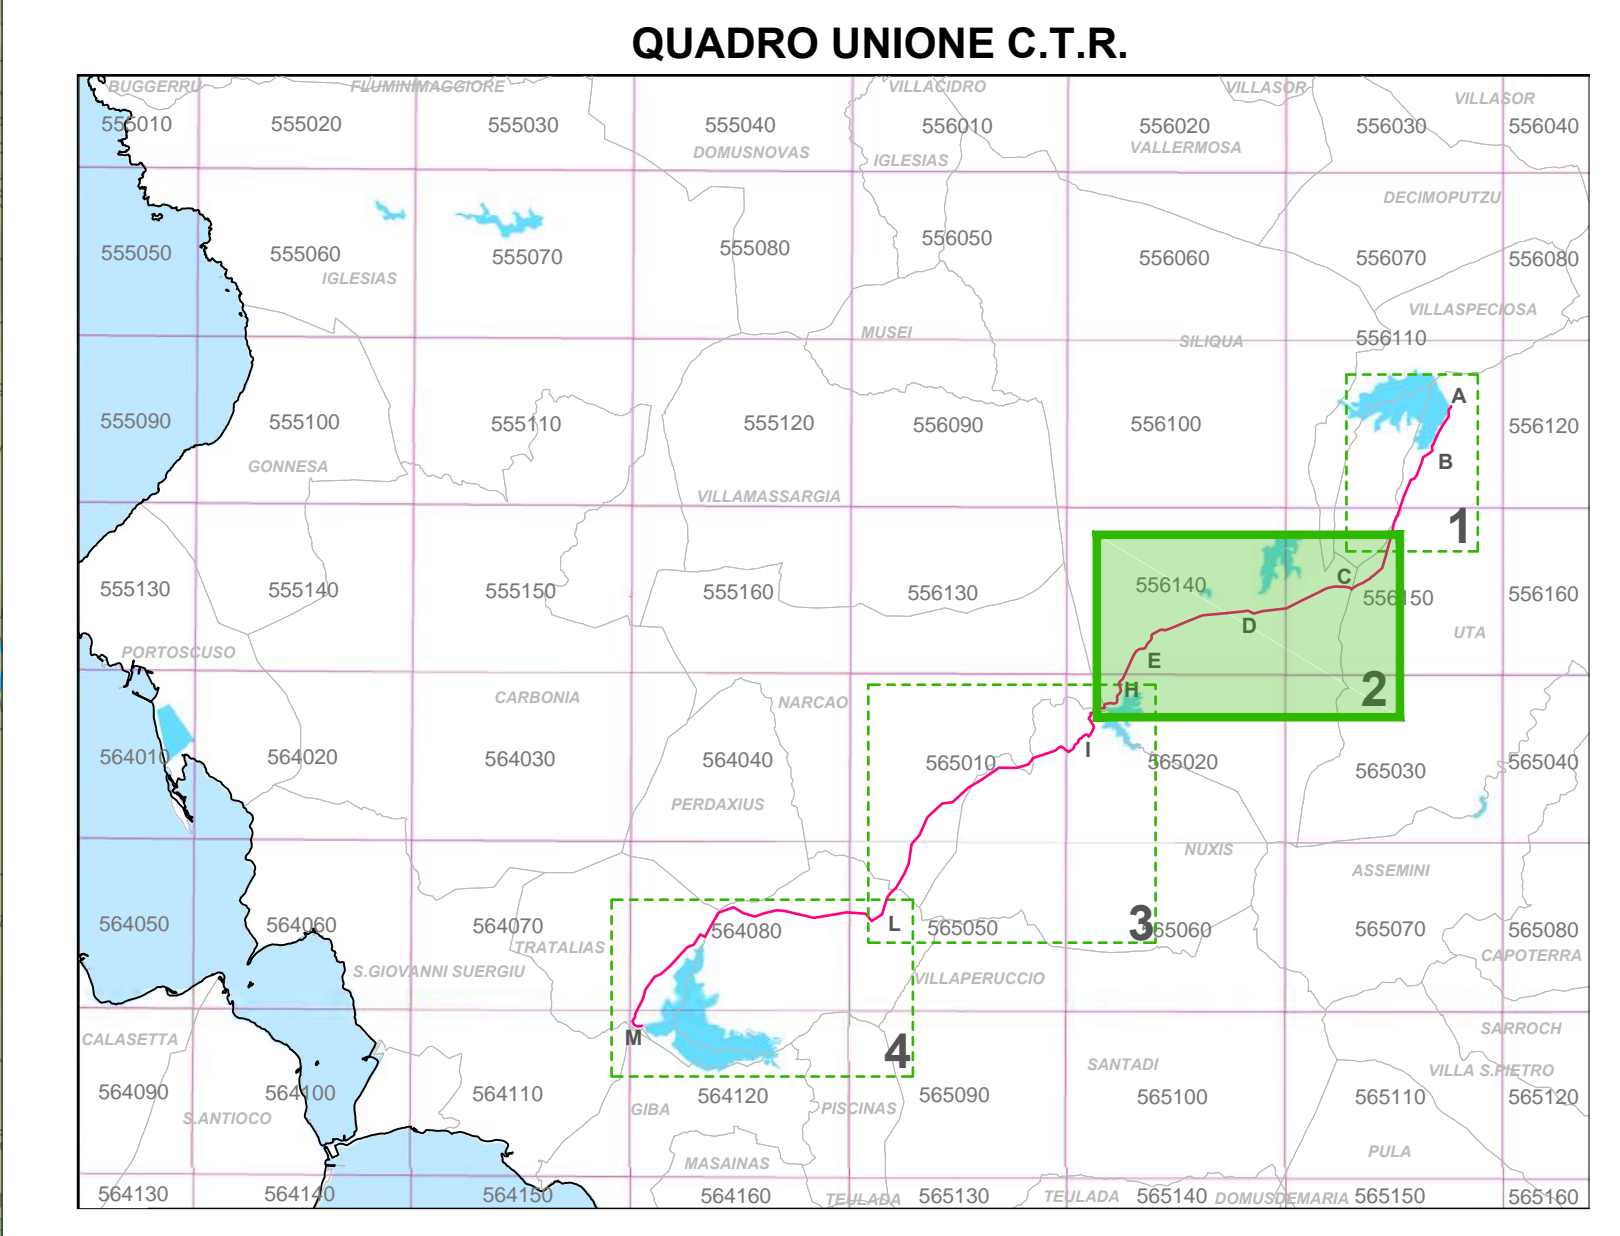 QUADRO UNIONE C.T.R.
BUGGERRU
FLUMINIMAGGIORE
VILLACIDRO
VILLASOR
VILLASOR
555010
555020
555030
555040
556010
556020
556030
556040
DOMUSNOVAS
IGLESIAS
VALLERMOSA
DECIMOPUTZU
555050
555060
555070
555080
556050
556060
556070
556080
IGLESIAS
VILLASPECIOSA
MUSEI
SILIQUA
556110
A
555090
555100
555110
555120
556090
556100
556120
B
GONNESA
VILLAMASSARGIA
1
C
555130
555140
555150
555160
556130
556140
556150
556160
D
UTA
E
PORTOSCUSO
H
2
CARBONIA
NARCAO
I
564010
564020
564030
564040
565010
565020
565030
565040
PERDAXIUS
NUXIS
ASSEMINI
564050
564060
564070
564080
L
565050
3
565060
565070
565080
TRATALIAS
CAPOTERRA
S.GIOVANNI SUERGIU
VILLAPERUCCIO
M
4
CALASETTA
SARROCH
SANTADI
VILLA S.PIETRO
564090
564100
564110
564120
565090
565100
565110
565120
S.ANTIOCO
GIBA
PISCINAS
PULA
MASAINAS
564130
564140
564150
564160
TEULADA
565130
TEULADA
565140
DOMUSDEMARIA
565150
565160